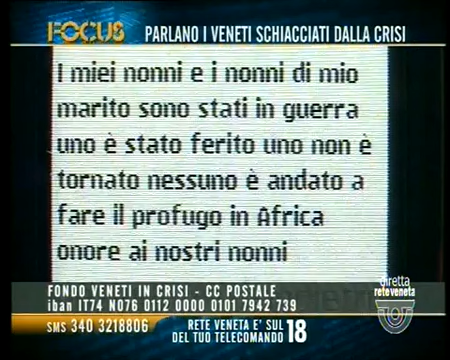 FOCUS
PARLANO I VENETI SCHIACCIATI DALLA CRISI
I miei nonni e i nonni di mio
marito sono stati in guerra
uno è stato ferito uno non è
tornato nessuno è andato a
fare il profugo in Africa
onore ai nostri nonni
FONDO VENETI IN CRISI - CC POSTALE
iban IT74 N076 0112 0000 0101 7942 739
diretta
reteveneta
SMS 340 3218806
RETE VENETA E' SUL
DEL TUO TELECOMANDO 18